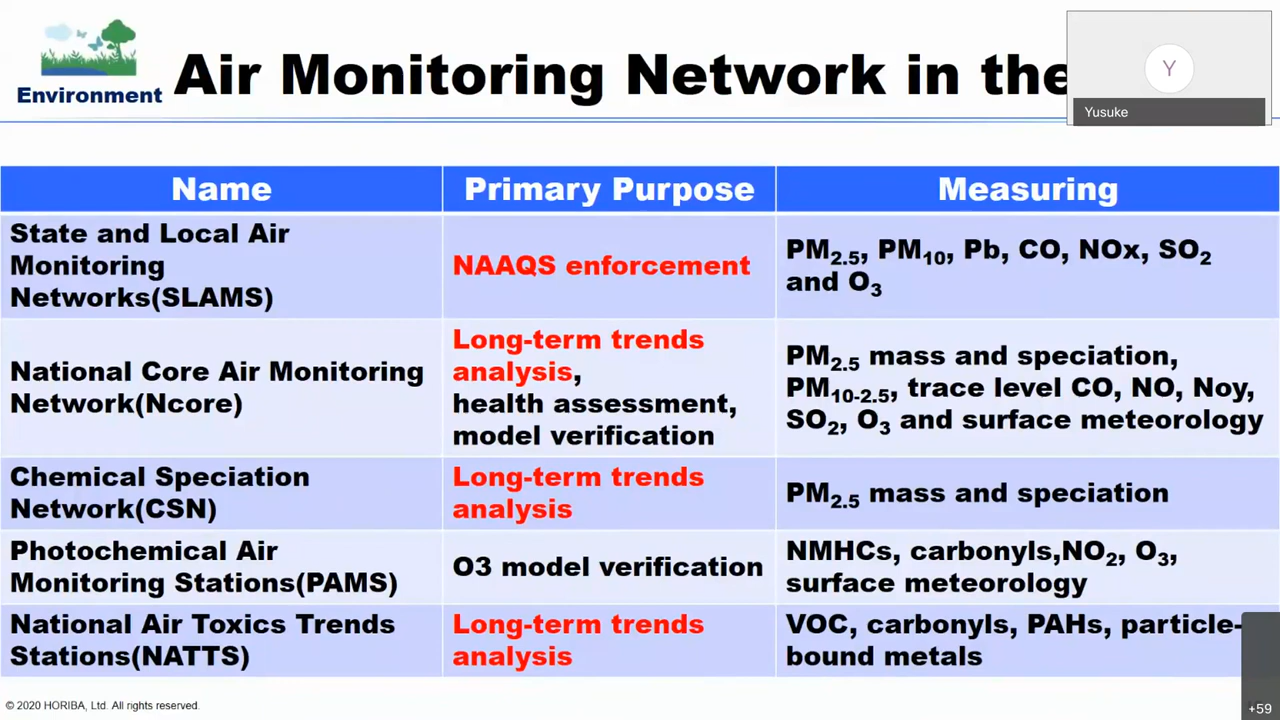 Environment
Air Monitoring Network in the
Y
Yusuke
Name
Primary Purpose
Measuring
State and Local Air
Monitoring
Networks(SLAMS)
NAAQS enforcement
PM2.5, PM10, Pb, CO, NOx, SO2
and O3
National Core Air Monitoring
Network(Ncore)
Long-term trends
analysis,
health assessment,
model verification
PM2.5 mass and speciation,
PM10-2.5, trace level CO, NO, Noy,
SO2, O3 and surface meteorology
Chemical Speciation
Network(CSN)
Long-term trends
analysis
PM2.5 mass and speciation
Photochemical Air
Monitoring Stations(PAMS)
O3 model verification
NMHCs, carbonyls,NO2, O3,
surface meteorology
National Air Toxics Trends
Stations(NATTS)
Long-term trends
analysis
VOC, carbonyls, PAHs, particle-
bound metals
© 2020 HORIBA, Ltd. All rights reserved.
+59